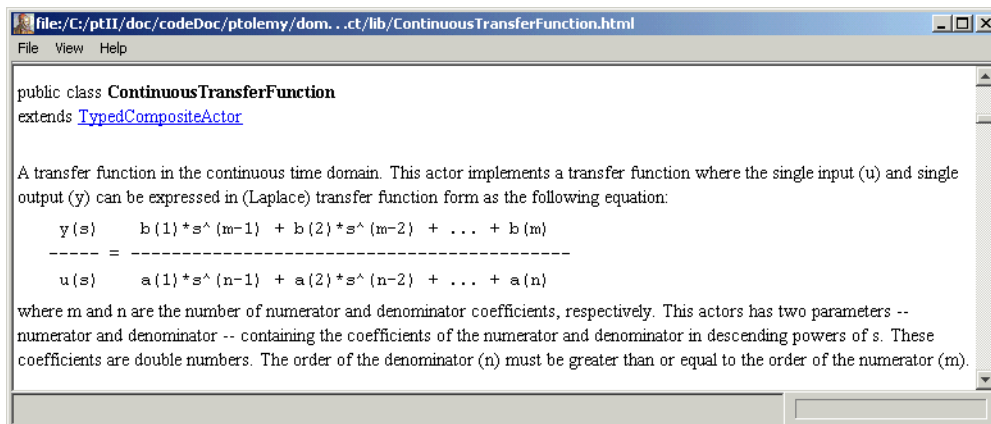 file:/C:/ptII/doc/codeDoc/ptolemy/dom. . .ct/lib/ContinuousTransferFunction.html
File View Help
public class ContinuousTransferFunction
extends TypedCompositeActor
A transfer function in the continuous time domain. This actor implements a transfer function where the single input (u) and single
output (y) can be expressed in (Laplace) transfer function form as the following equation:
y(s) b(1)*s^(m-1) + b(2)*s^(m-2) + ... + b(m)
----- = -------------------------------------------
u(s) a(1)*s^(n-1) + a(2)*s^(n-2) + ... + a(n)
where m and n are the number of numerator and denominator coefficients, respectively. This actors has two parameters --
numerator and denominator -- containing the coefficients of the numerator and denominator in descending powers of s. These
coefficients are double numbers. The order of the denominator (n) must be greater than or equal to the order of the numerator (m).